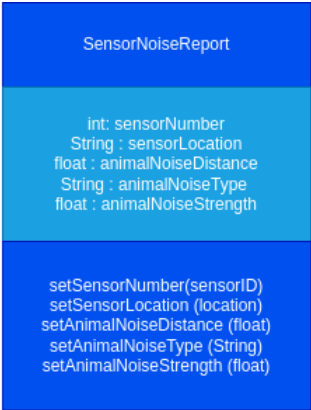 SensorNoiseReport
int: sensorNumber
String : sensorLocation
float : animalNoiseDistance
String : animalNoiseType
float : animalNoiseStrength
setSensorNumber(sensorID)
setSensorLocation (location)
setAnimalNoiseDistance (float)
setAnimalNoiseType (String)
setAnimalNoiseStrength (float)